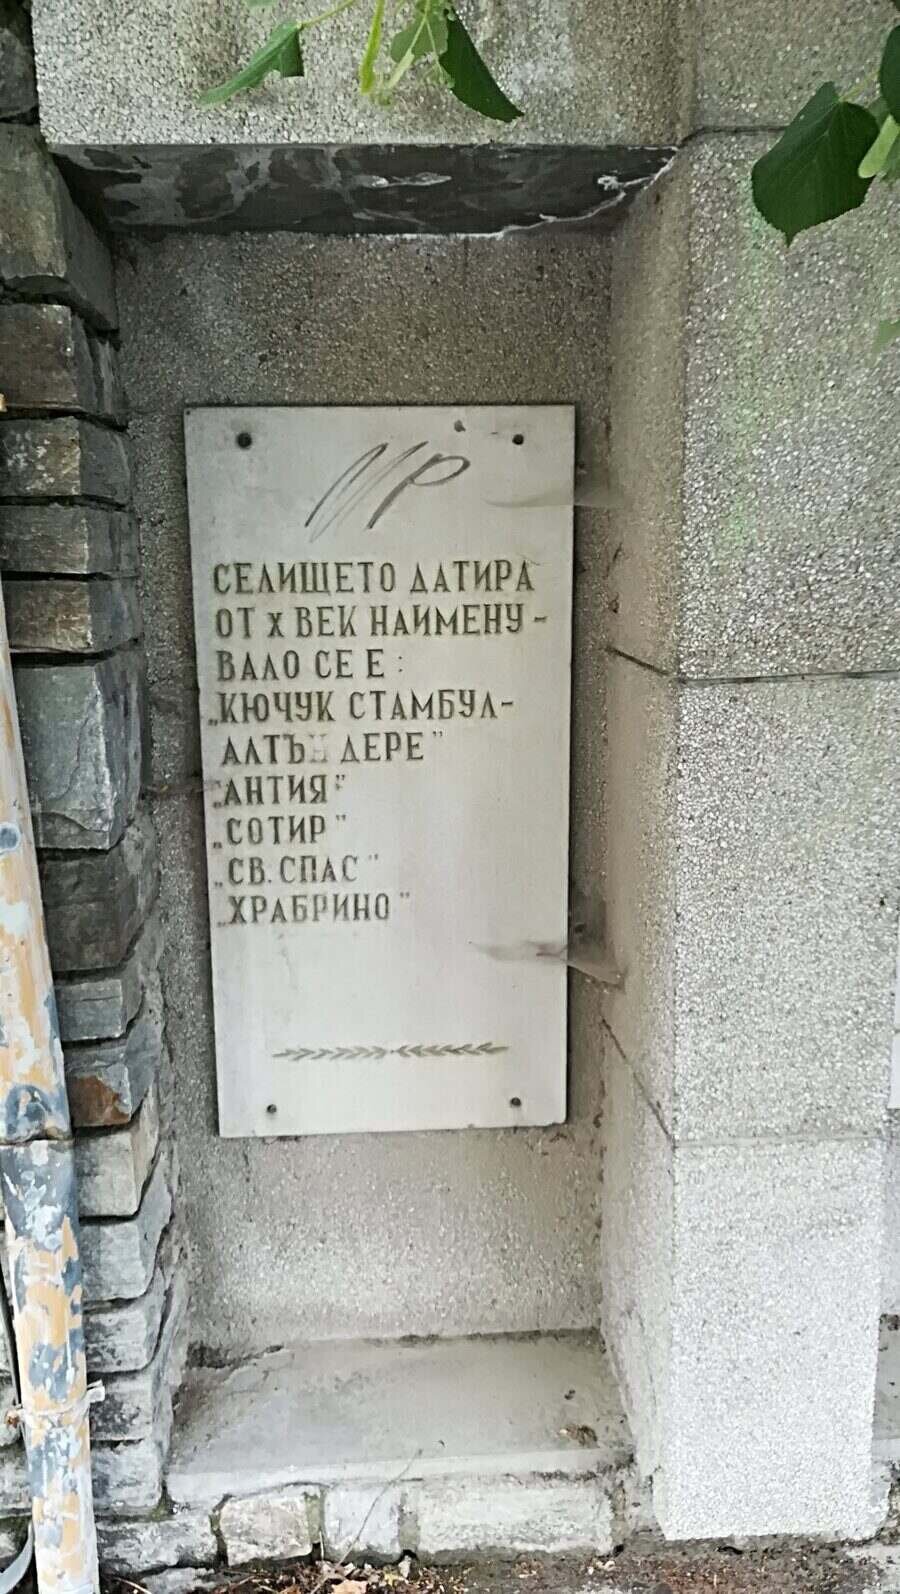 СЕЛИЩЕТО ДАТИРА
ОТ X ВЕК НАИМЕНУ-
ВАЛО СЕ Е:
„КЮЧУК СТАМБУЛ-
АЛТЪН ДЕРЕ"
„АНТИЯ"
„СОТИР"
„СВ. СПАС"
„ХРАБРИНО"